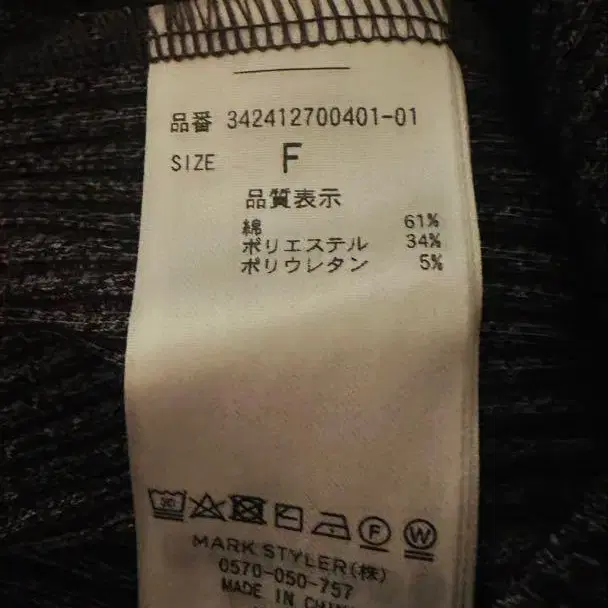 品番 342412700401-01
SIZE F
品質表示
綿 61%
ポリエステル 34%
ポリウレタン 5%
F W
MARK STYLER(株)
0570-050-757
MADE IN CHINA